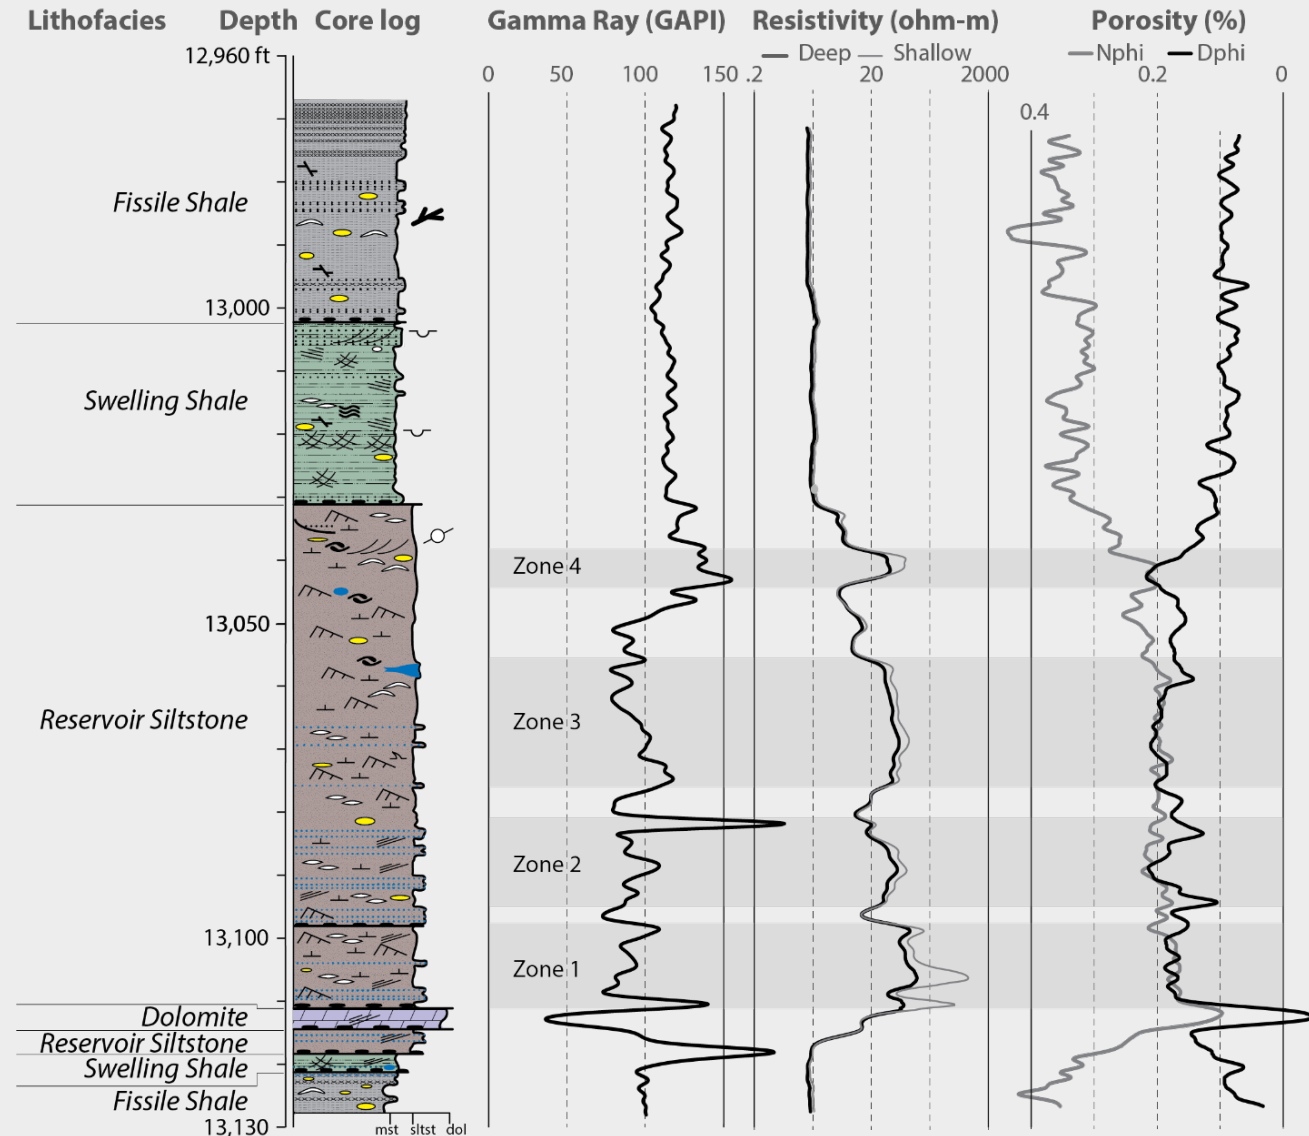 Lithofacies Depth Core log Gamma Ray (GAPI) Resistivity (ohm-m) Porosity (%)
12,960 ft Deep Shallow Nphi Dphi
0 50 100 150 .2 20 2000 0.2 0
0.4
Fissile Shale
13,000
Swelling Shale
Zone 4
13,050
Reservoir Siltstone Zone 3
Zone 2
13,100
Zone 1
Dolomite
Reservoir Siltstone
Swelling Shale
Fissile Shale
13,130 mst sltst dol